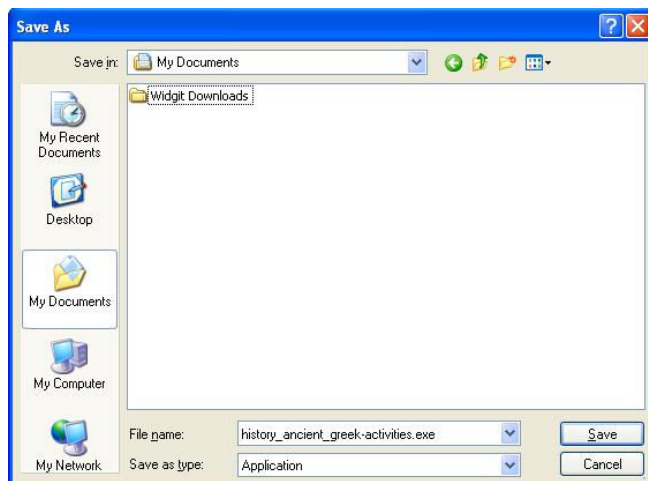 Save As
Save in:
My Documents
Widgit Downloads
My Recent
Documents
Desktop
My Documents
My Computer
My Network
File name:
history_ancient_greek-activities.exe
Save
Save as type:
Application
Cancel